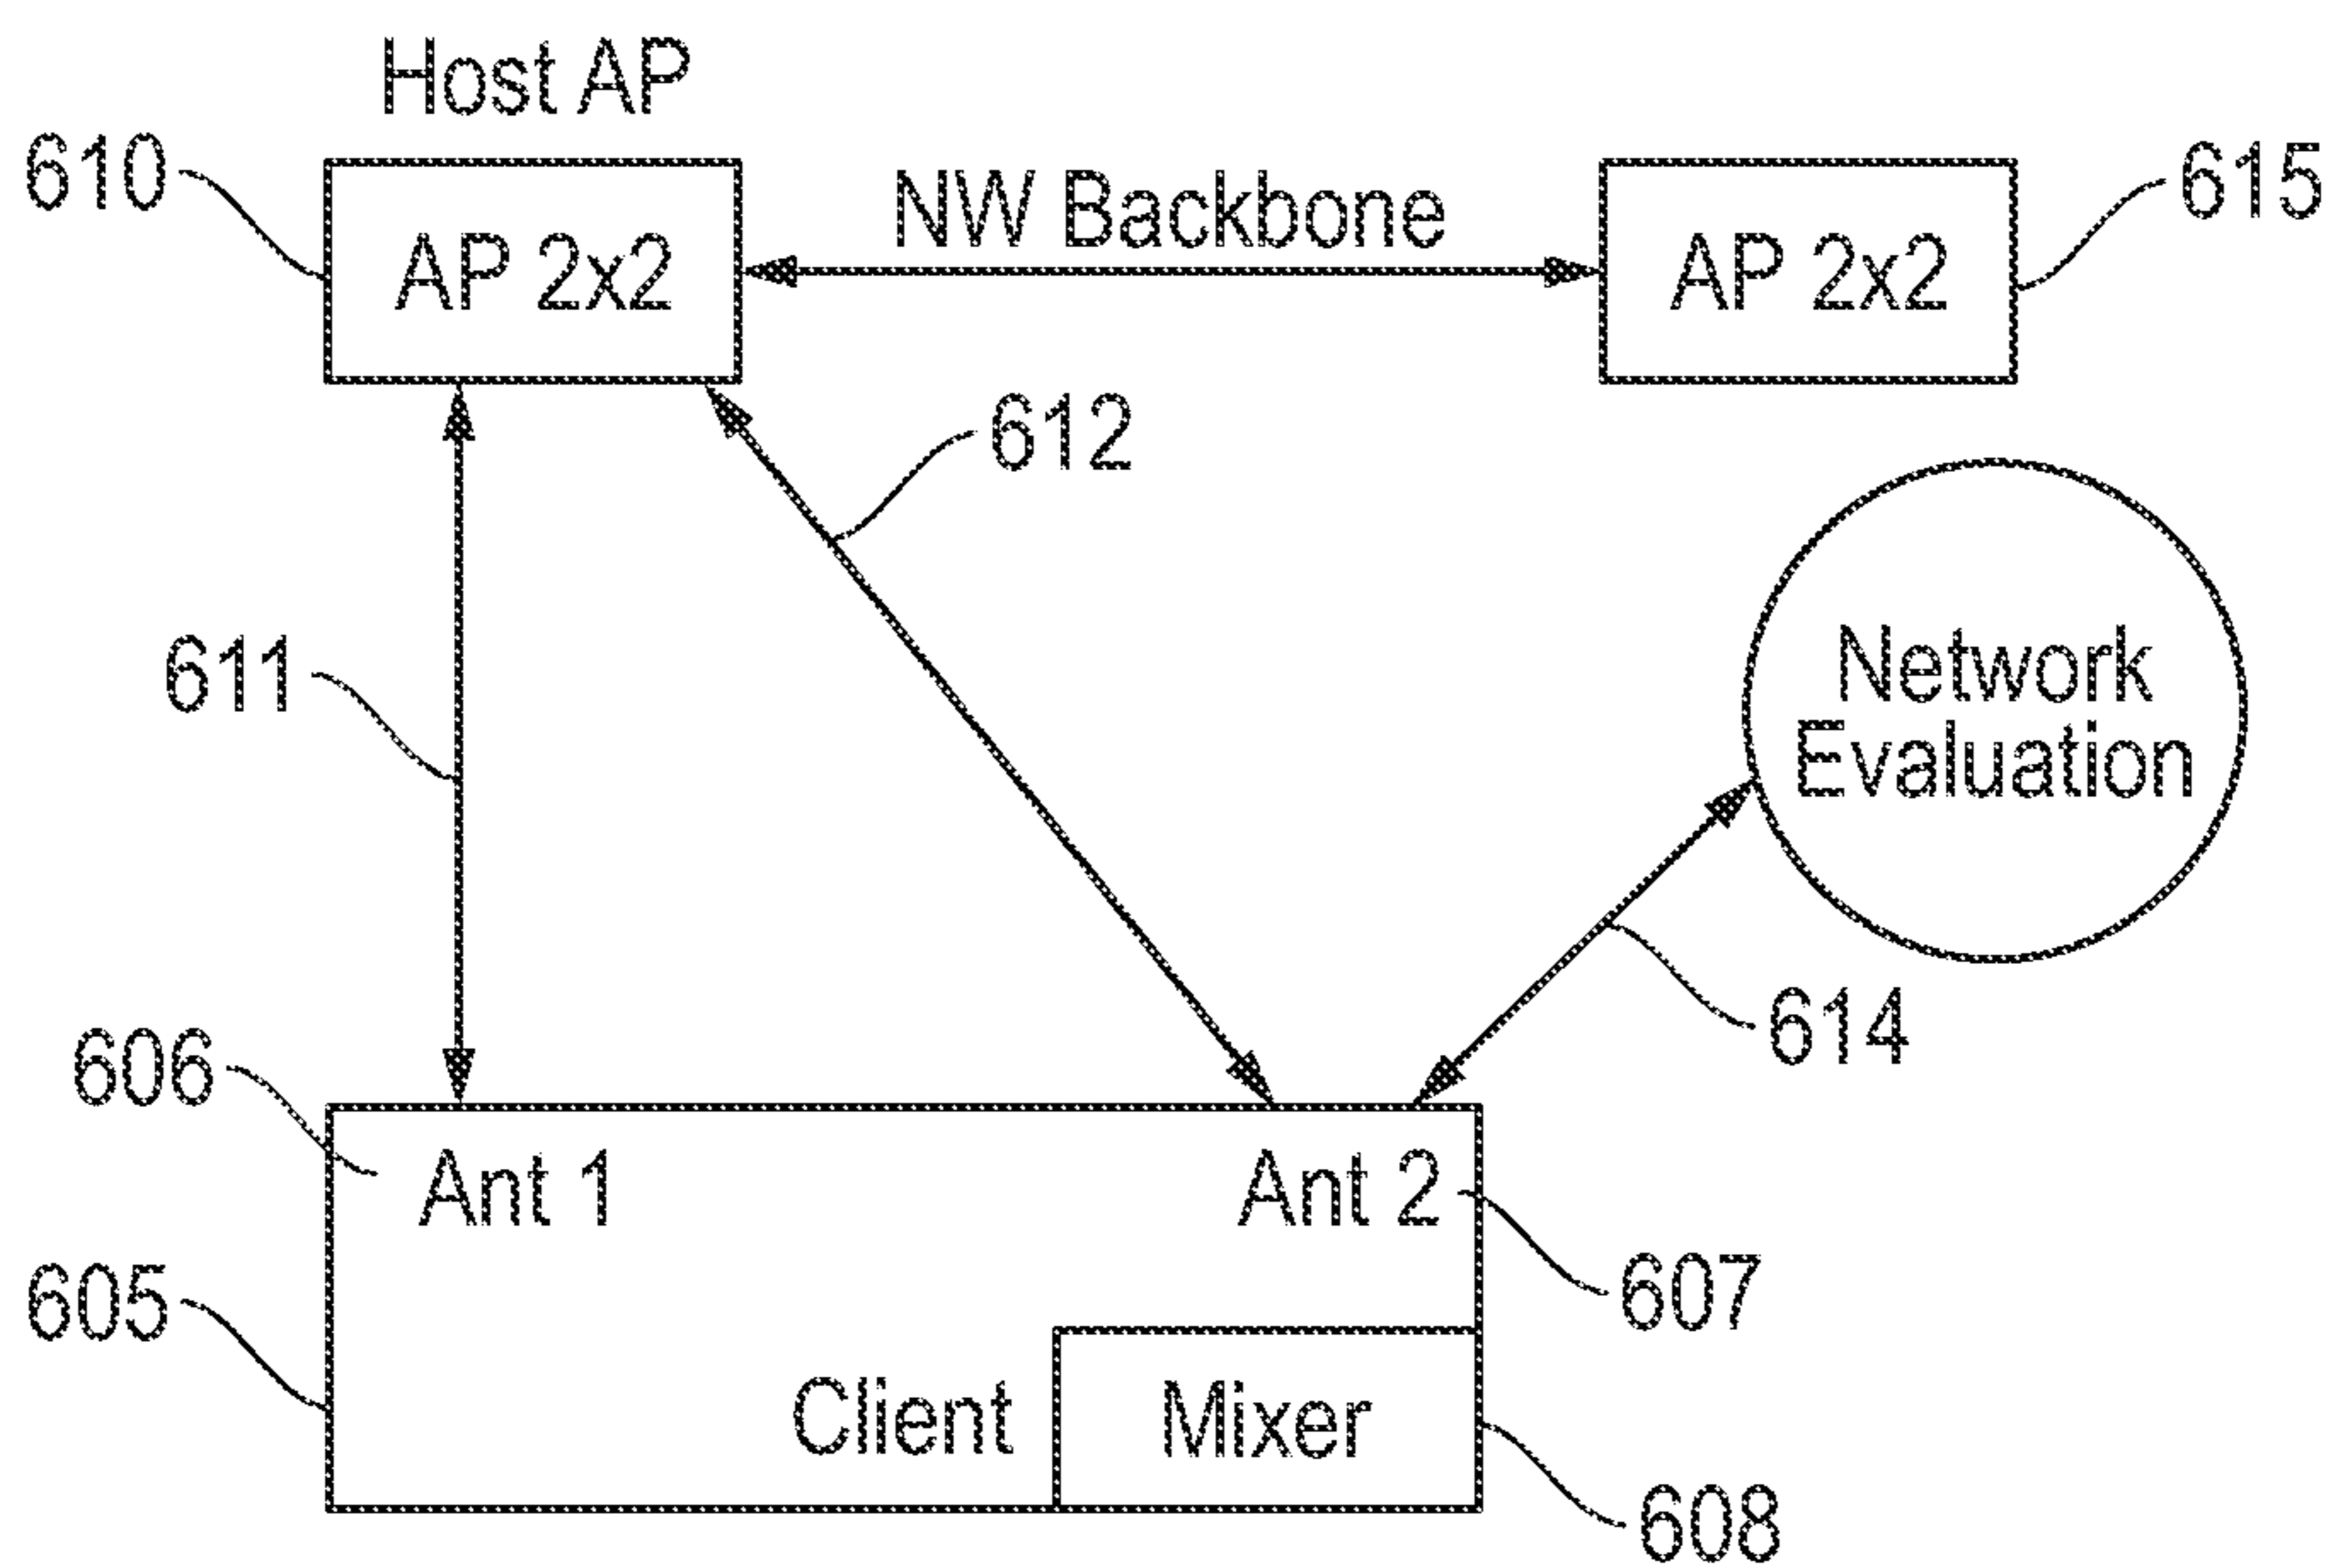 Host AP
610
AP 2x2
NW Backbone
AP 2x2
615
612
611
Network
Evaluation
614
606
Ant 1
Ant 2
607
605
Client
Mixer
608